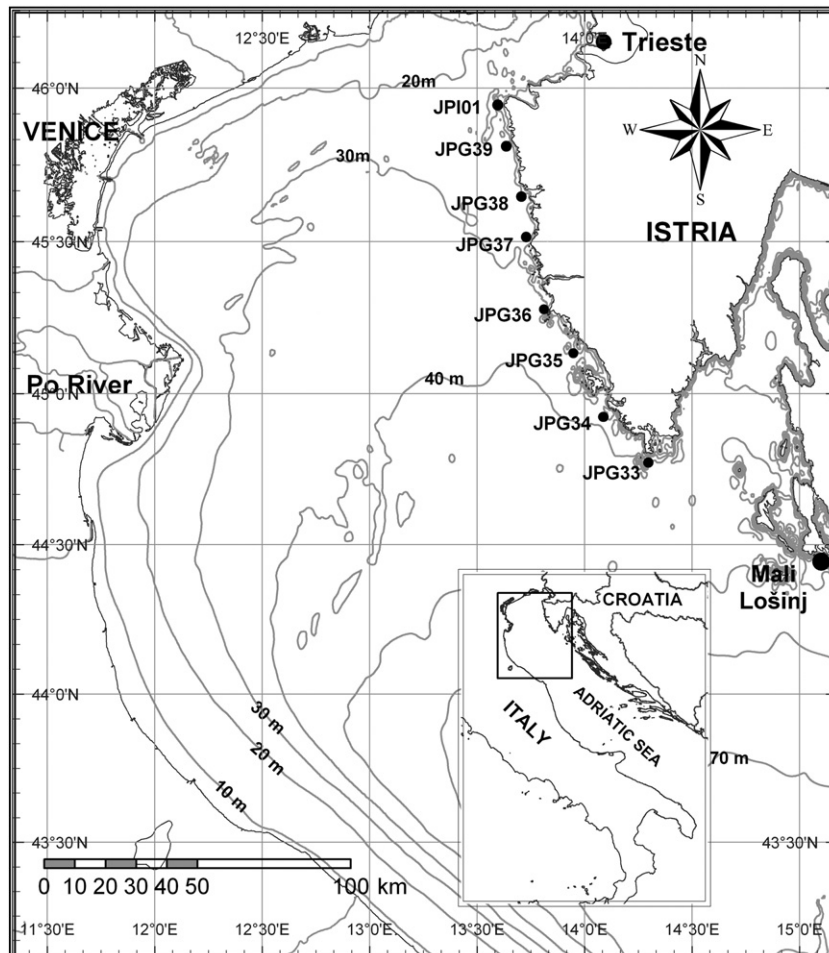 12°30'E
14°0'E
Trieste
46°0'N
20m
N
JPI01
VENICE
W
E
JPG39
30m
S
JPG38
ISTRIA
45°30'N
JPG37
JPG36
JPG35
Po River
40 m
45°0'N
JPG34
JPG33
44°30'N
Mali
Lošinj
CROATIA
44°0'N
ITALY
ADRIATIC SEA
30 m
70 m
20 m
10 m
43°30'N
43°30'N
0 10 20 30 40 50 100 km
11°30'E 12°0'E 12°30'E 13°0'E 13°30'E 14°0'E 14°30'E 15°0'E